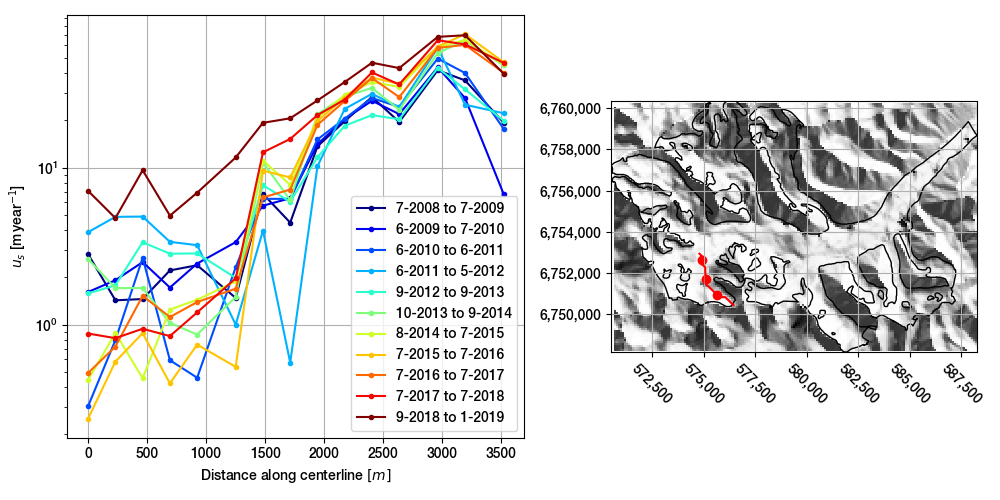 10¹
10⁰
u_s [m year⁻¹]
0 500 1000 1500 2000 2500 3000 3500
Distance along centerline [m]
7-2008 to 7-2009
6-2009 to 7-2010
6-2010 to 6-2011
6-2011 to 5-2012
9-2012 to 9-2013
10-2013 to 9-2014
8-2014 to 7-2015
7-2015 to 7-2016
7-2016 to 7-2017
7-2017 to 7-2018
9-2018 to 1-2019
6,760,000
6,758,000
6,756,000
6,754,000
6,752,000
6,750,000
572,500 575,000 577,500 580,000 582,500 585,000 587,500